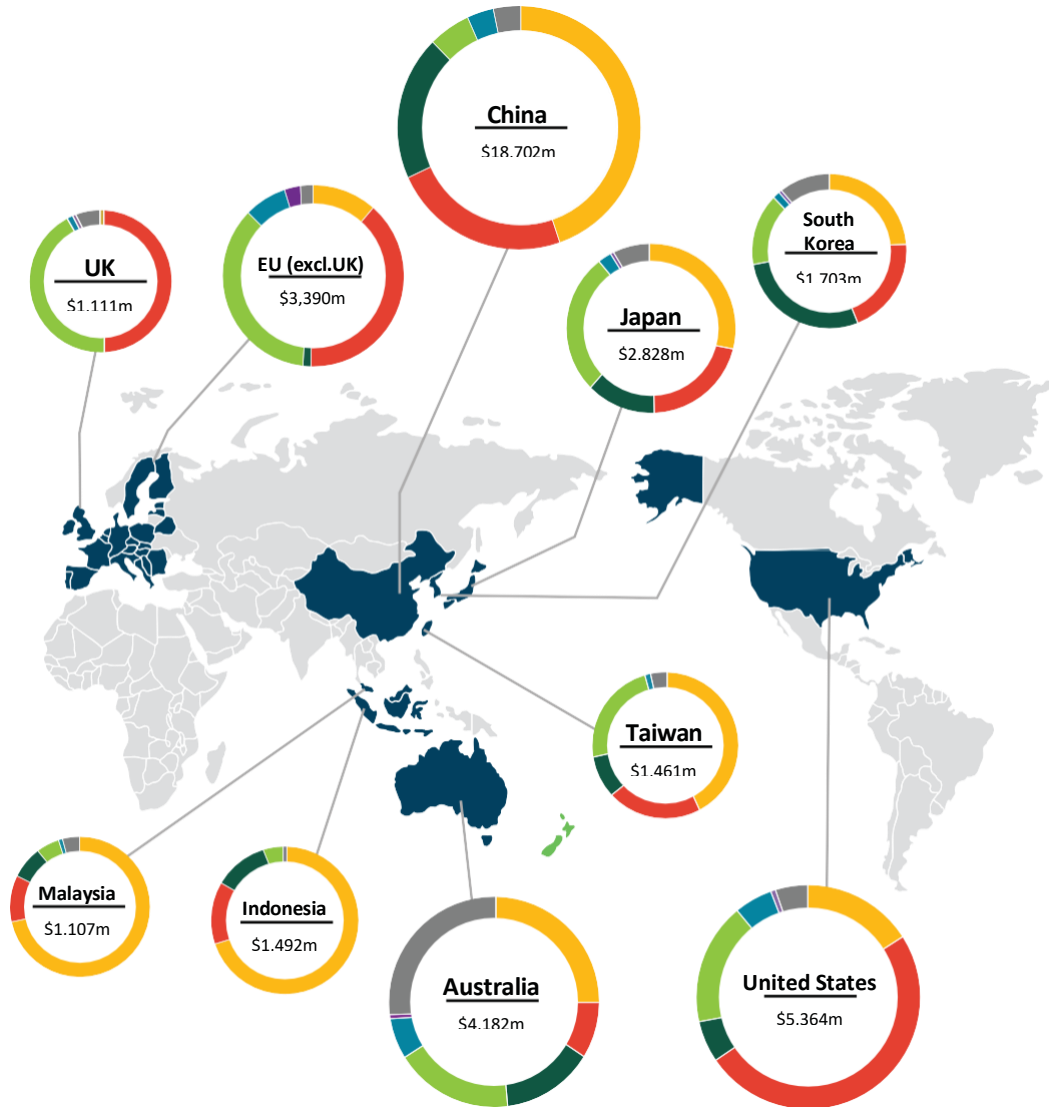 China
$18.702m
South
Korea
$1.703m
EU (excl.UK)
$3,390m
UK
$1.111m
Japan
$2.828m
Taiwan
$1.461m
Malaysia
$1.107m
Indonesia
$1.492m
Australia
$4.182m
United States
$5.364m